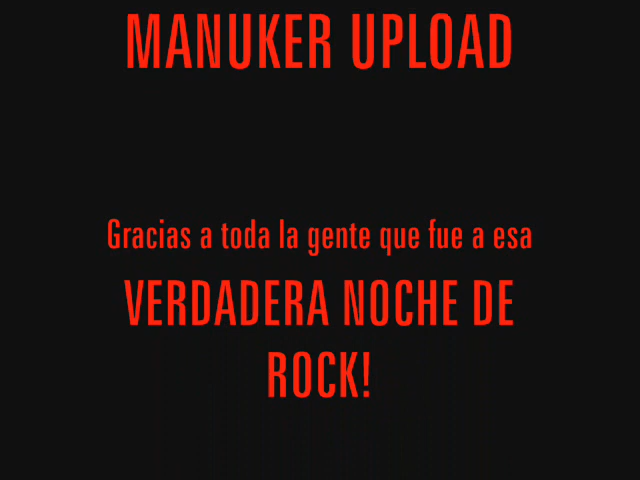 MANUKER UPLOAD
Gracias a toda la gente que fue a esa
VERDADERA NOCHE DE
ROCK!